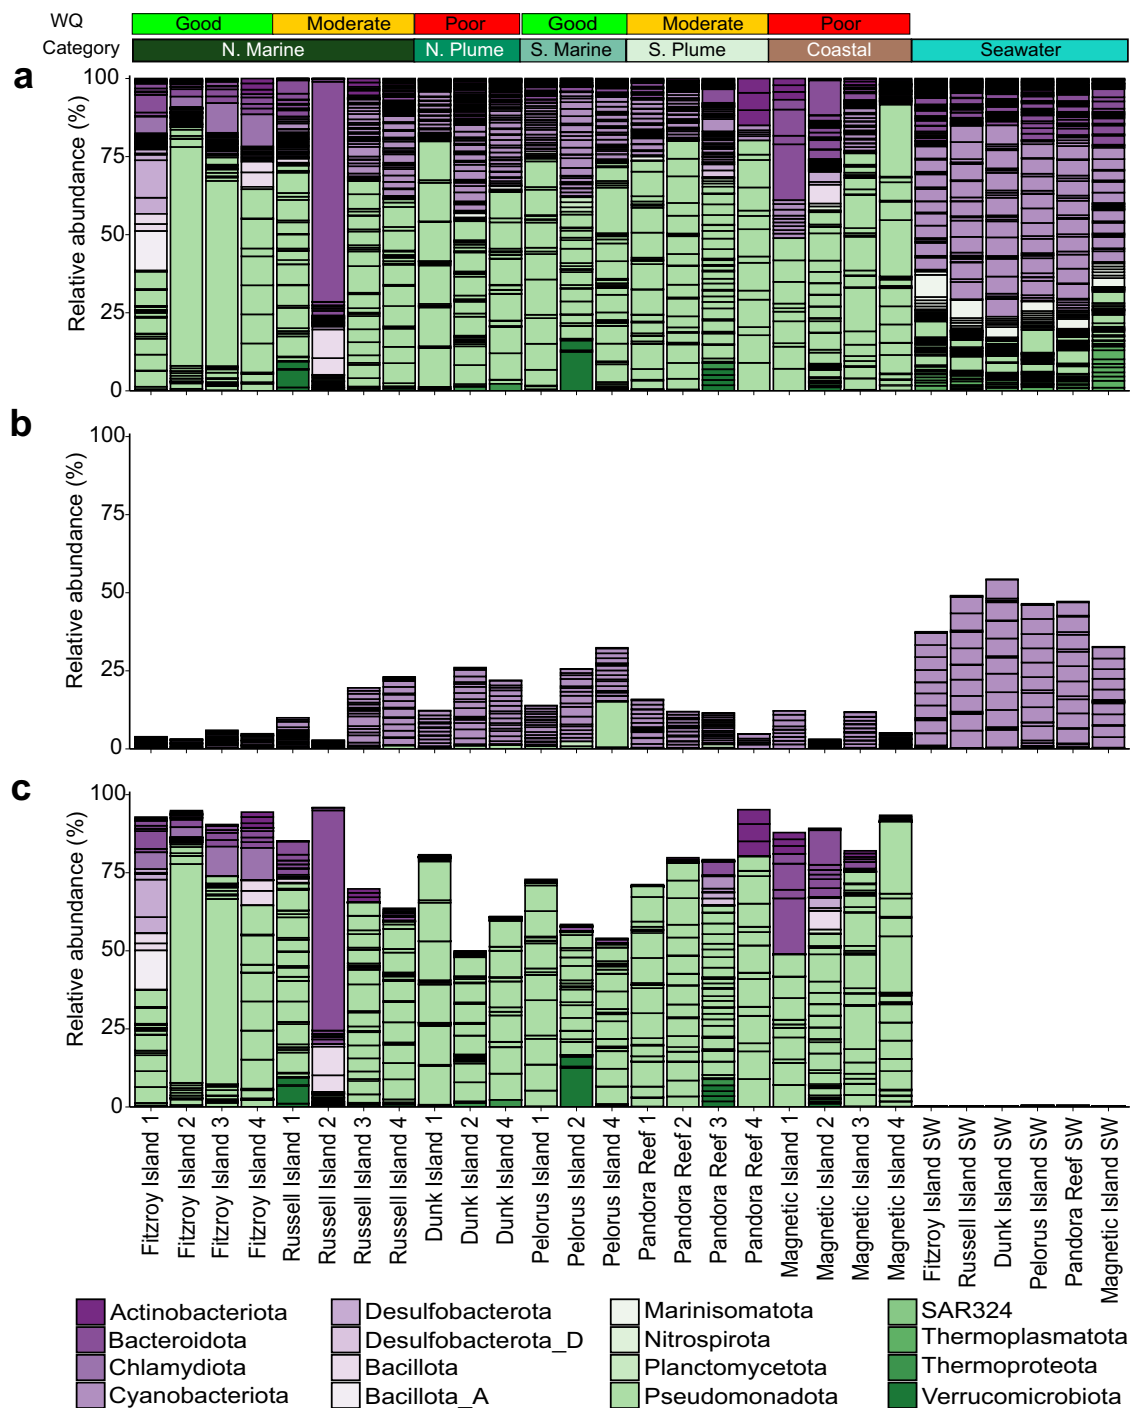 WQ Good Moderate Poor Good Moderate Poor
Category N. Marine N. Plume S. Marine S. Plume Coastal Seawater
a
Relative abundance (%)
100
75
50
25
0
b
Relative abundance (%)
100
75
50
25
0
c
Relative abundance (%)
100
75
50
25
0
Fitzroy Island 1
Fitzroy Island 2
Fitzroy Island 3
Fitzroy Island 4
Russell Island 1
Russell Island 2
Russell Island 3
Russell Island 4
Dunk Island 1
Dunk Island 2
Dunk Island 4
Pelorus Island 1
Pelorus Island 2
Pelorus Island 4
Pandora Reef 1
Pandora Reef 2
Pandora Reef 3
Pandora Reef 4
Magnetic Island 1
Magnetic Island 2
Magnetic Island 3
Magnetic Island 4
Fitzroy Island SW
Russell Island SW
Dunk Island SW
Pelorus Island SW
Pandora Reef SW
Magnetic Island SW
Actinobacteriota
Bacteroidota
Chlamydiota
Cyanobacteriota
Desulfobacterota
Desulfobacterota_D
Bacillota
Bacillota_A
Marinisomatota
Nitrospirota
Planctomycetota
Pseudomonadota
SAR324
Thermoplasmatota
Thermoproteota
Verrucomicrobiota